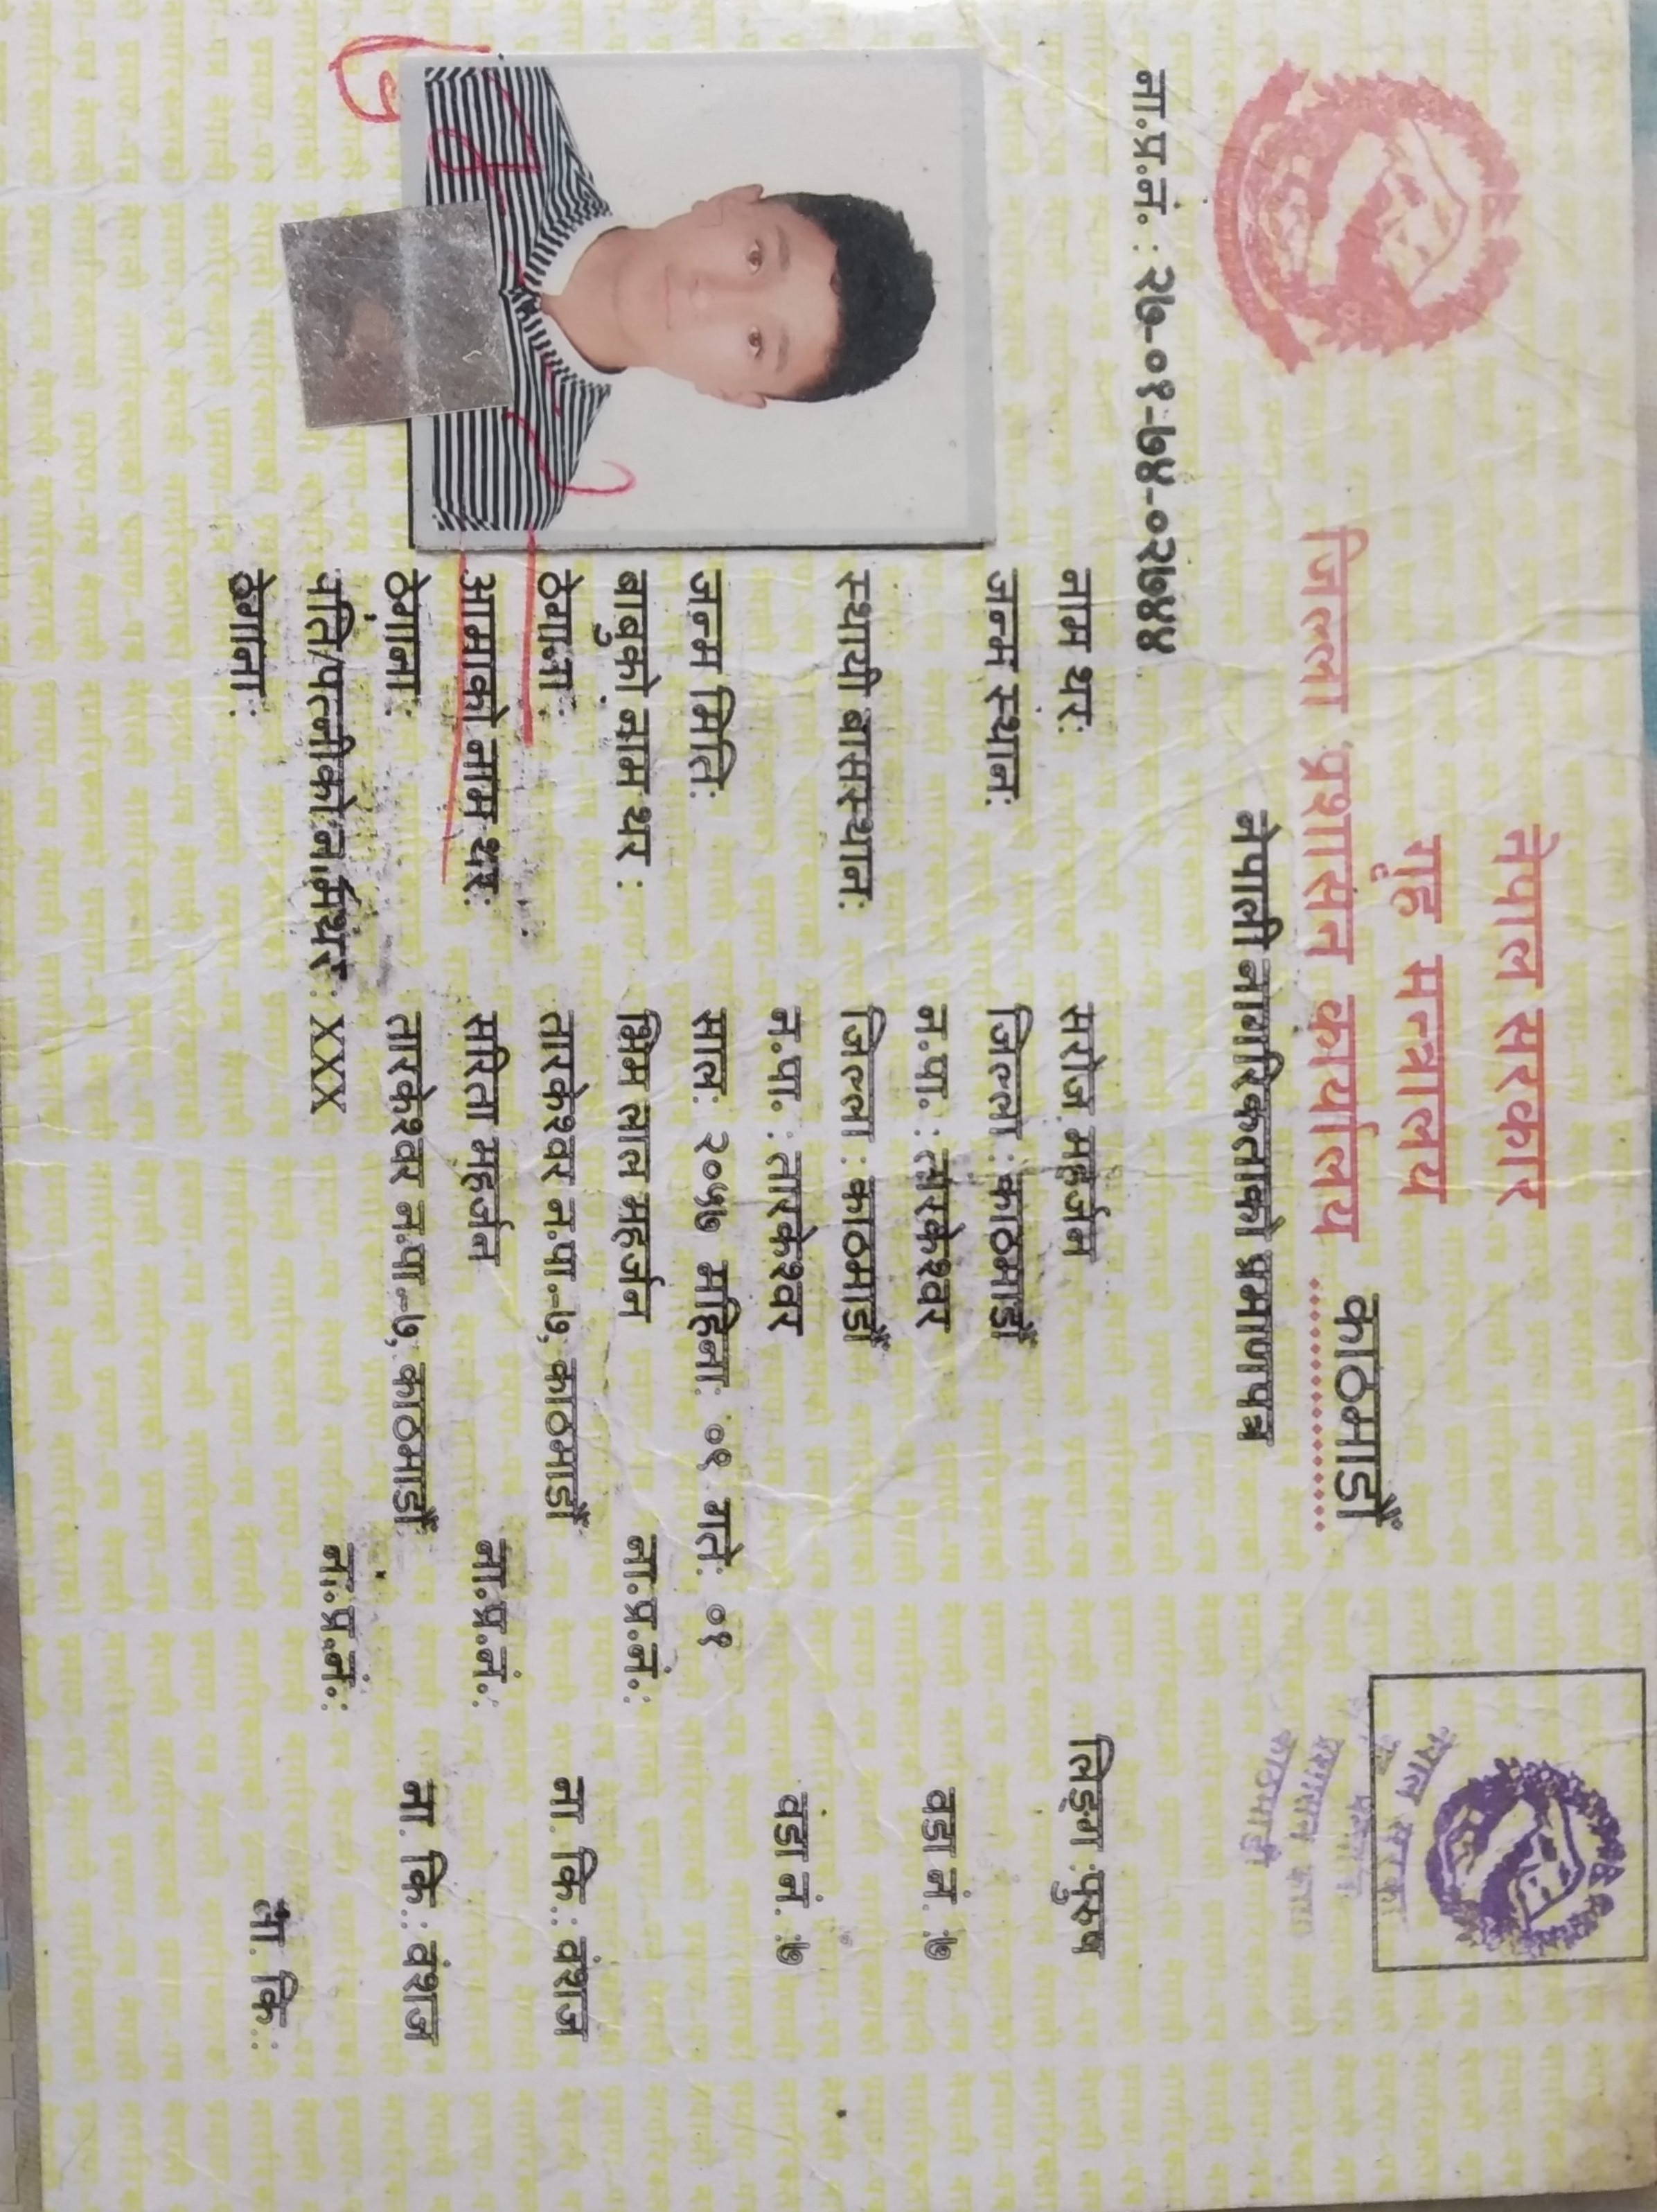 नेपाल सरकार
गृह मन्त्रालय
जिल्ला प्रशासन कार्यालय काठमाडौँ
नेपाली नागरिकताको प्रमाणपत्र
नेपाल सरका
प्रशासन
काठमाडौं
ना.प्र.नं. : २७-०१-७४-०२७४४
नाम थर: सरोज महर्जन लिङ्ग :पुरुष
जन्म स्थान: जिल्ला : काठमाडौँ
न.पा. : तारकेश्वर वडा नं. :७
स्थायी बासस्थान: जिल्ला : काठमाडौँ
न.पा. : तारकेश्वर वडा नं. :७
जन्म मिति: साल: २०५७ महिना: ०९ गते: ०१
बाबुको नाम थर : भिम लाल महर्जन ना.प्र.नं.:
ठेगाना : तारकेश्वर न.पा.-७, काठमाडौँ ना. कि.: वंशज
आमाको नाम थर: सरिता महर्जन ना.प्र.नं.:
ठेगाना : तारकेश्वर न.पा.-७, काठमाडौँ ना. कि.: वंशज
पति/पत्नीको नामथर : XXX ना.प्र.नं.:
ठेगाना : ना. कि.: